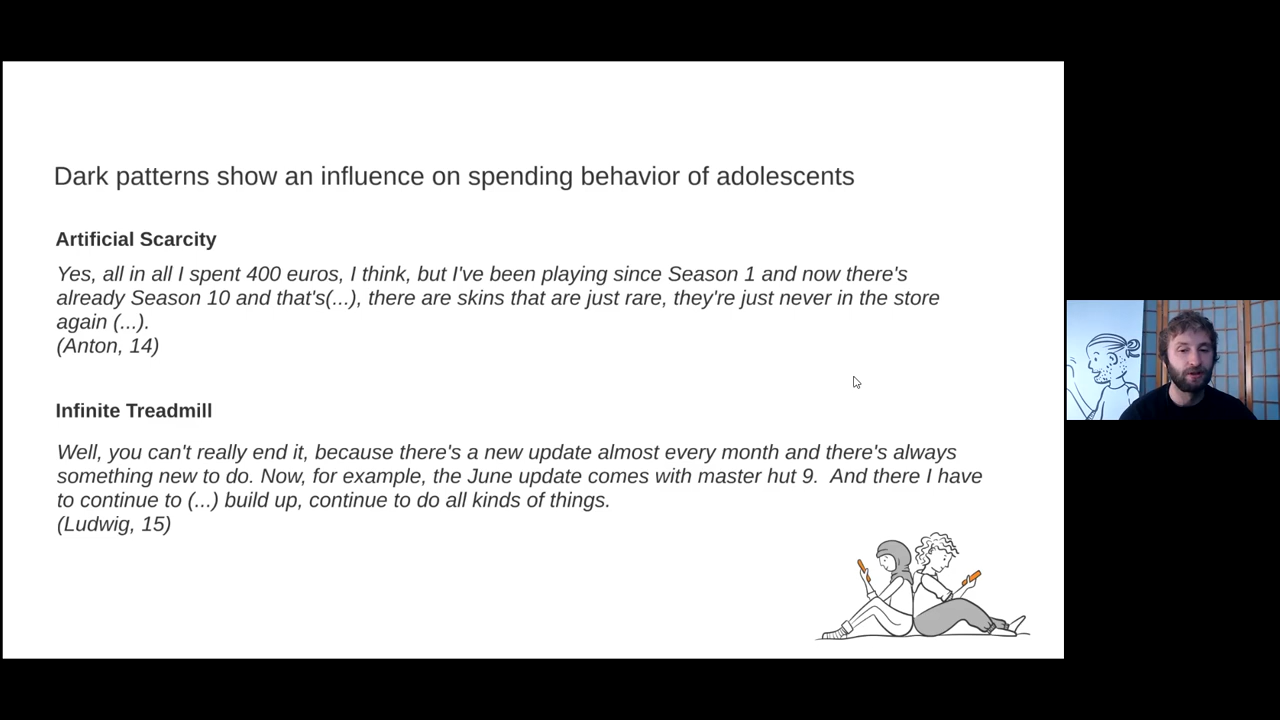 Dark patterns show an influence on spending behavior of adolescents
Artificial Scarcity
Yes, all in all I spent 400 euros, I think, but I've been playing since Season 1 and now there's
already Season 10 and that's(...), there are skins that are just rare, they're just never in the store
again (...).
(Anton, 14)
Infinite Treadmill
Well, you can't really end it, because there's a new update almost every month and there's always
something new to do. Now, for example, the June update comes with master hut 9.  And there I have
to continue to (...) build up, continue to do all kinds of things.
(Ludwig, 15)